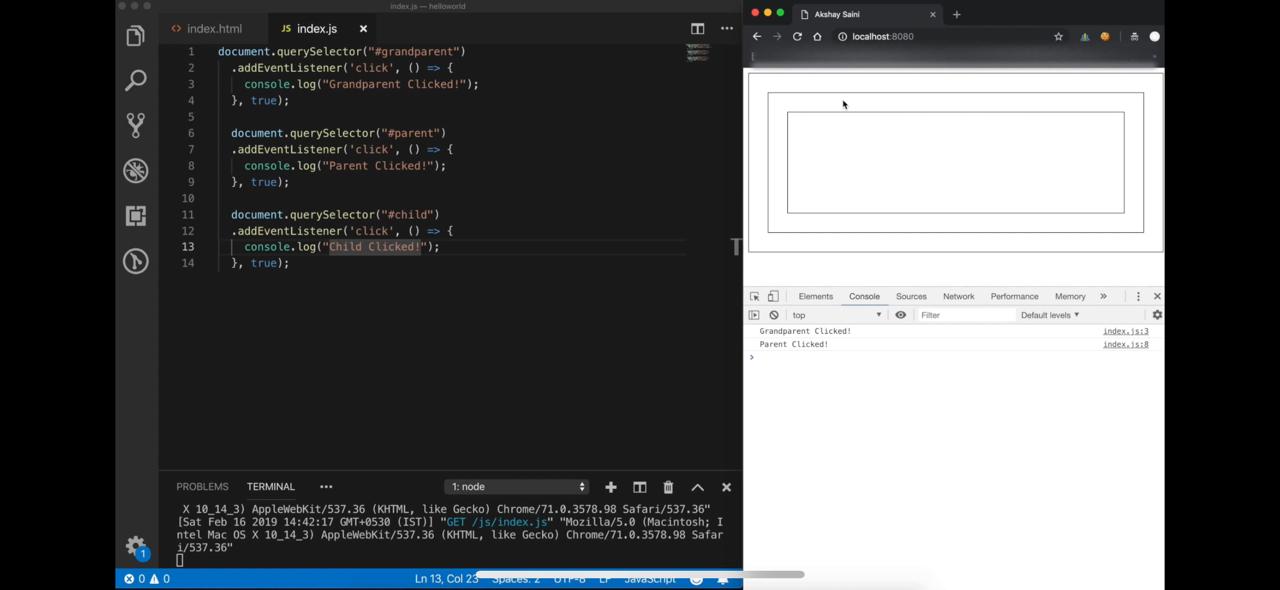 index.js — helloworld
index.html
JS index.js
1 document.querySelector("#grandparent")
2 .addEventListener('click', () => {
3 console.log("Grandparent Clicked!");
4 }, true);
5
6 document.querySelector("#parent")
7 .addEventListener('click', () => {
8 console.log("Parent Clicked!");
9 }, true);
10
11 document.querySelector("#child")
12 .addEventListener('click', () => {
13 console.log("Child Clicked!");
14 }, true);
PROBLEMS TERMINAL
1: node
X 10_14_3) AppleWebKit/537.36 (KHTML, like Gecko) Chrome/71.0.3578.98 Safari/537.36"
[Sat Feb 16 2019 14:42:17 GMT+0530 (IST)] "GET /js/index.js" "Mozilla/5.0 (Macintosh; I
ntel Mac OS X 10_14_3) AppleWebKit/537.36 (KHTML, like Gecko) Chrome/71.0.3578.98 Safar
i/537.36"
1
0 0 Ln 13, Col 23 Spaces: 2 UTF-8 LF JavaScript
Akshay Saini
localhost:8080
Elements Console Sources Network Performance Memory »
top Filter Default levels
Grandparent Clicked! index.js:3
Parent Clicked! index.js:8
>
T